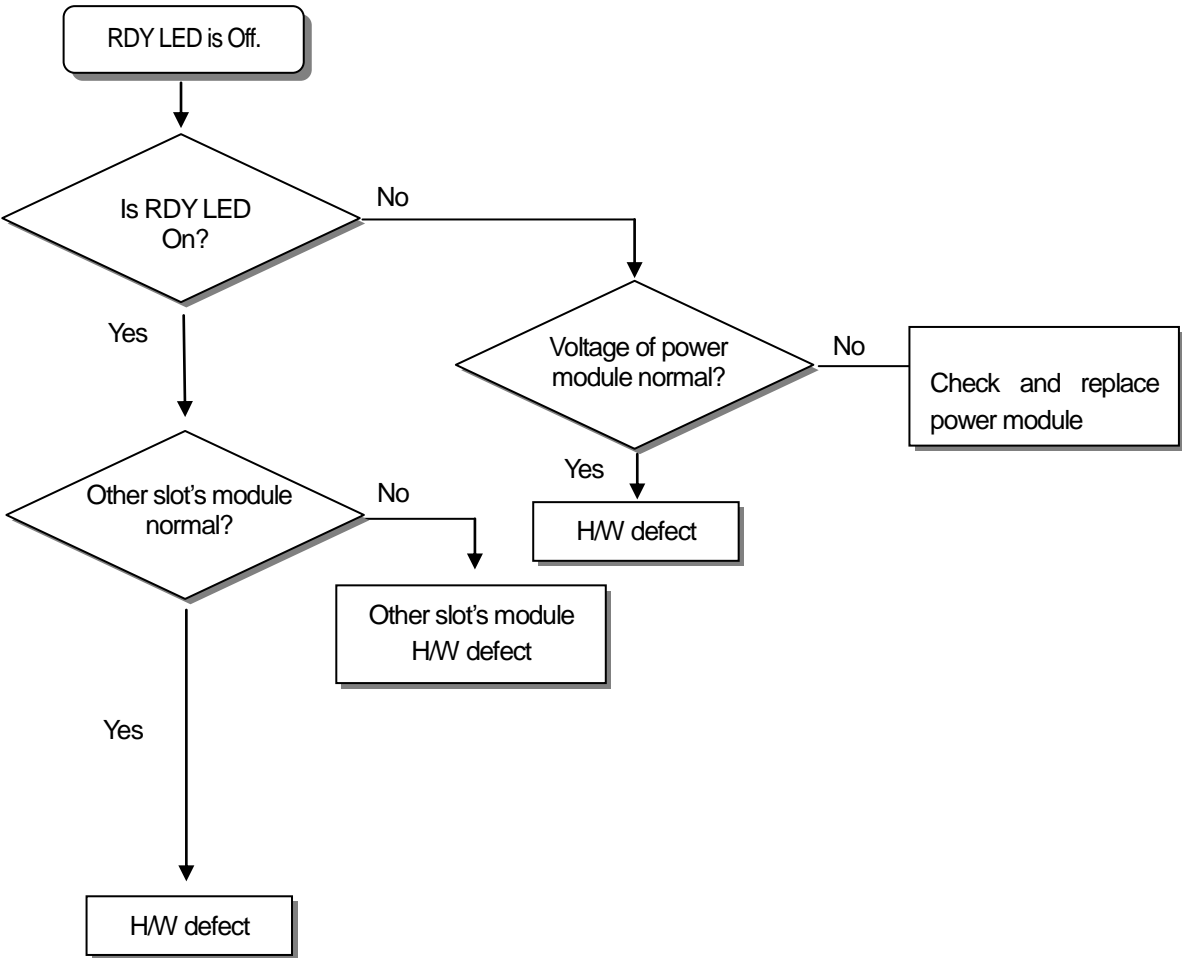 RDY LED is Off.
Is RDY LED
On?
No
Yes
Voltage of power
module normal?
No
Check and replace
power module
Yes
H/W defect
Other slot's module
normal?
No
Other slot's module
H/W defect
Yes
H/W defect